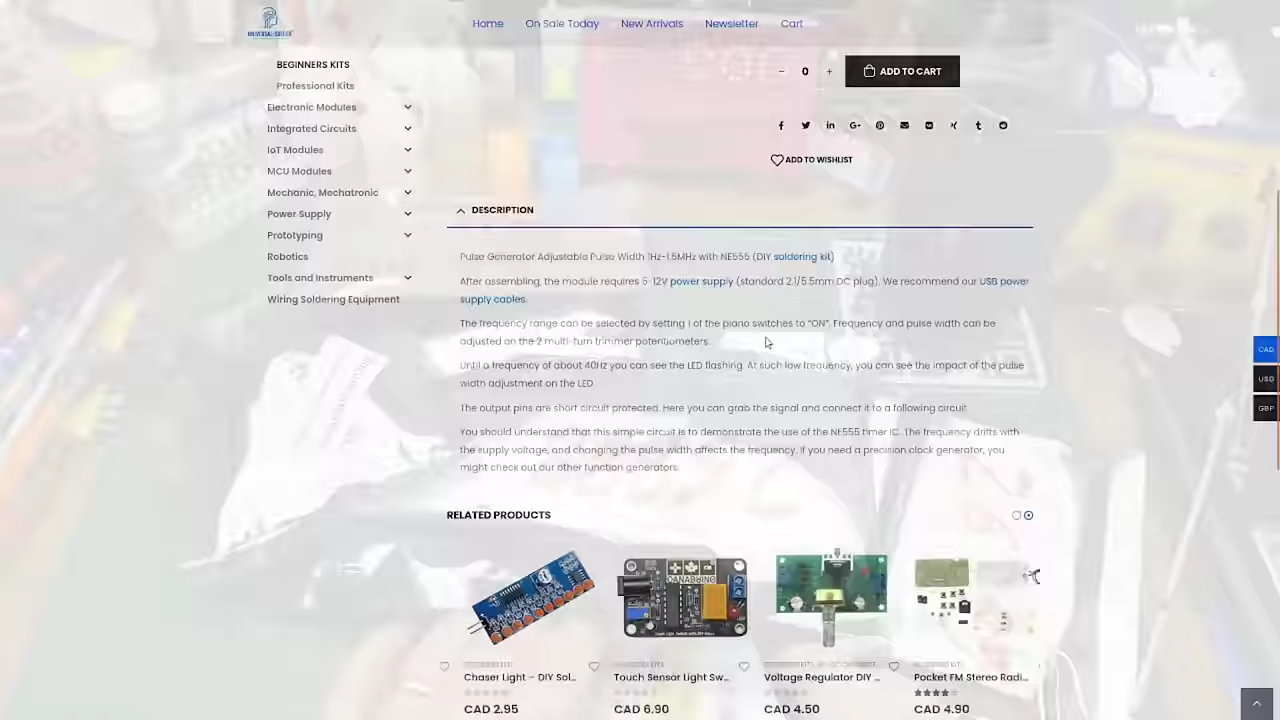 UNIVERSAL-SOLDER
Home
On Sale Today
New Arrivals
Newsletter
Cart
BEGINNERS KITS
Professional Kits
Electronic Modules
Integrated Circuits
IoT Modules
MCU Modules
Mechanic, Mechatronic
Power Supply
Prototyping
Robotics
Tools and Instruments
Wiring Soldering Equipment
− 0 +
ADD TO CART
ADD TO WISHLIST
DESCRIPTION
Pulse Generator Adjustable Pulse Width 1Hz-1.5MHz with NE555 (DIY soldering kit)
After assembling, the module requires 5-12V power supply (standard 2.1/5.5mm DC plug). We recommend our USB power
supply cables.
The frequency range can be selected by setting 1 of the piano switches to “ON”. Frequency and pulse width can be
adjusted on the 2 multi-turn trimmer potentiometers.
Until a frequency of about 40Hz you can see the LED flashing. At such low frequency, you can see the impact of the pulse
width adjustment on the LED
The output pins are short circuit protected. Here you can grab the signal and connect it to a following circuit
You should understand that this simple circuit is to demonstrate the use of the NE555 timer IC. The frequency drifts with
the supply voltage, and changing the pulse width affects the frequency. If you need a precision clock generator, you
might check out our other function generators.
CAD
USD
GBP
RELATED PRODUCTS
CANADUINO
Chaser Light – DIY Sol...
CAD 2.95
Touch Sensor Light Sw...
CAD 6.90
Voltage Regulator DIY ...
CAD 4.50
Pocket FM Stereo Radi...
CAD 4.90